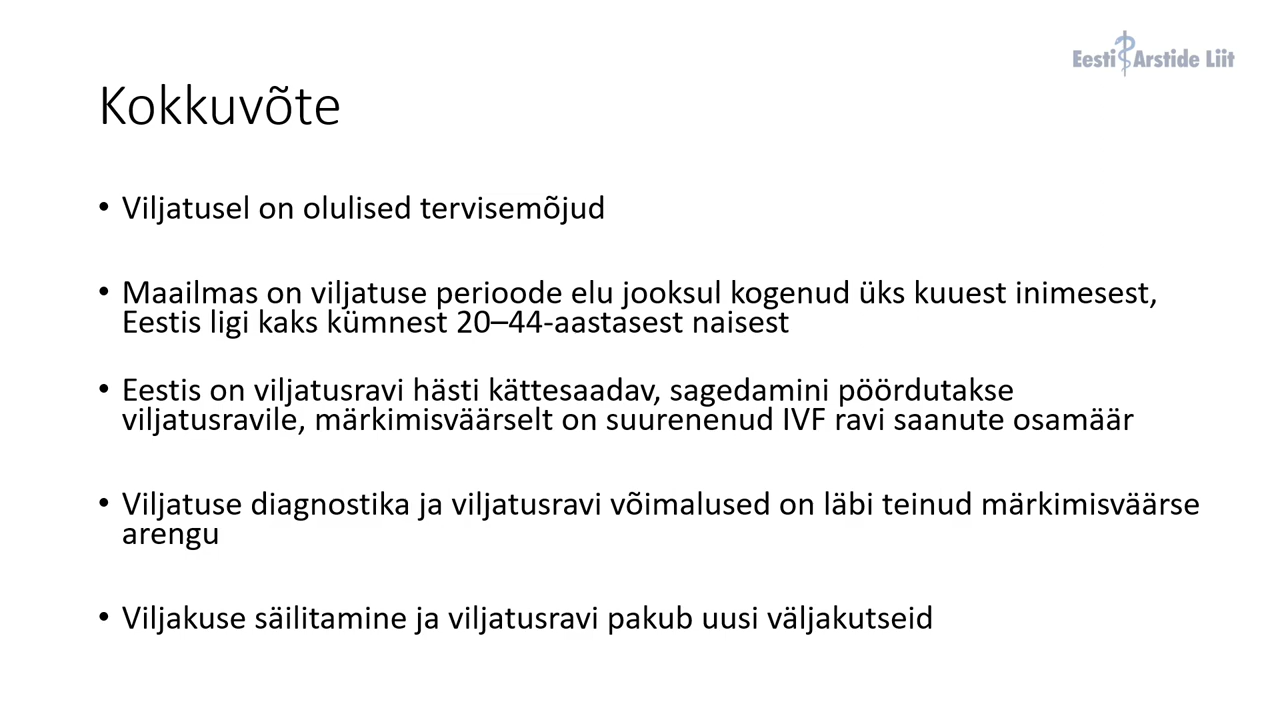 Eesti Arstide Liit
Kokkuvõte
• Viljatusel on olulised tervisemõjud
• Maailmas on viljatuse perioode elu jooksul kogenud üks kuuest inimesest,
Eestis ligi kaks kümnest 20–44-aastasest naisest
• Eestis on viljatusravi hästi kättesaadav, sagedamini pöördutakse
viljatusravile, märkimisväärselt on suurenenud IVF ravi saanute osamäär
• Viljatuse diagnostika ja viljatusravi võimalused on läbi teinud märkimisväärse
arengu
• Viljakuse säilitamine ja viljatusravi pakub uusi väljakutseid